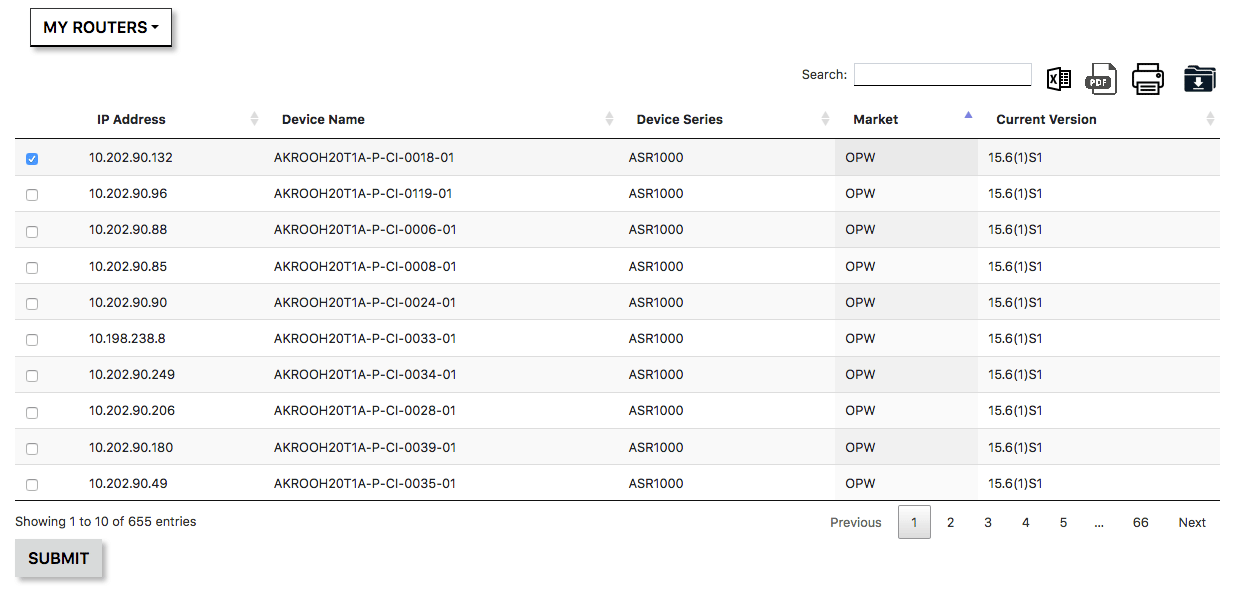 MY ROUTERS
Search:
PDF
IP Address Device Name Device Series Market Current Version
10.202.90.132 AKROOH20T1A-P-CI-0018-01 ASR1000 OPW 15.6(1)S1
10.202.90.96 AKROOH20T1A-P-CI-0119-01 ASR1000 OPW 15.6(1)S1
10.202.90.88 AKROOH20T1A-P-CI-0006-01 ASR1000 OPW 15.6(1)S1
10.202.90.85 AKROOH20T1A-P-CI-0008-01 ASR1000 OPW 15.6(1)S1
10.202.90.90 AKROOH20T1A-P-CI-0024-01 ASR1000 OPW 15.6(1)S1
10.198.238.8 AKROOH20T1A-P-CI-0033-01 ASR1000 OPW 15.6(1)S1
10.202.90.249 AKROOH20T1A-P-CI-0034-01 ASR1000 OPW 15.6(1)S1
10.202.90.206 AKROOH20T1A-P-CI-0028-01 ASR1000 OPW 15.6(1)S1
10.202.90.180 AKROOH20T1A-P-CI-0039-01 ASR1000 OPW 15.6(1)S1
10.202.90.49 AKROOH20T1A-P-CI-0035-01 ASR1000 OPW 15.6(1)S1
Showing 1 to 10 of 655 entries Previous 1 2 3 4 5 ... 66 Next
SUBMIT